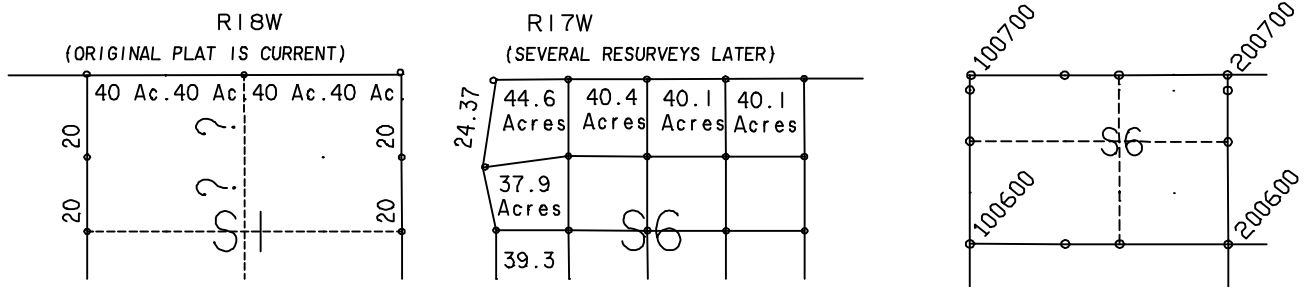 R18W
(ORIGINAL PLAT IS CURRENT)
40 Ac. 40 Ac. 40 Ac. 40 Ac.
20
20
?
?
20
20
S1
R17W
(SEVERAL RESURVEYS LATER)
24.37
44.6 Acres
40.4 Acres
40.1 Acres
40.1 Acres
37.9 Acres
S6
39.3
100700
200700
S6
100600
200600